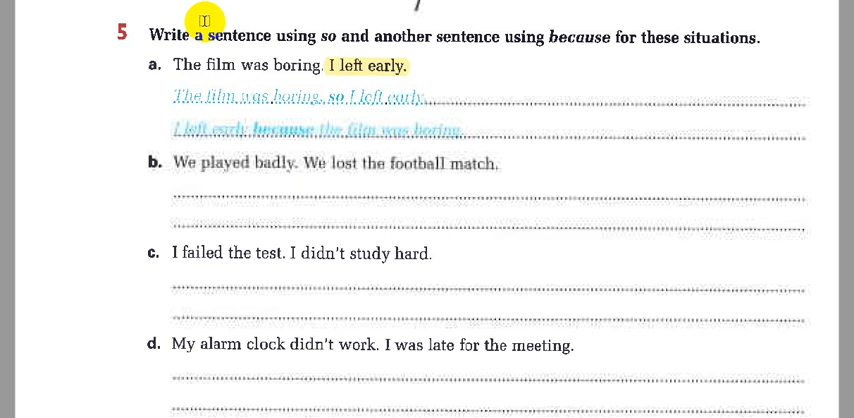 5 Write a sentence using so and another sentence using because for these situations.
a. The film was boring. I left early.
The film was boring, so I left early.
I left early because the film was boring.
b. We played badly. We lost the football match.
c. I failed the test. I didn't study hard.
d. My alarm clock didn't work. I was late for the meeting.